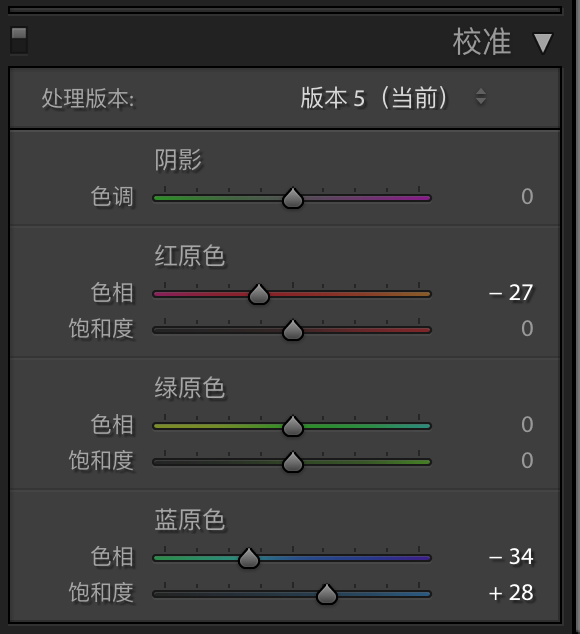 校准
处理版本: 版本 5（当前）
阴影
色调 0
红原色
色相 – 27
饱和度 0
绿原色
色相 0
饱和度 0
蓝原色
色相 – 34
饱和度 + 28